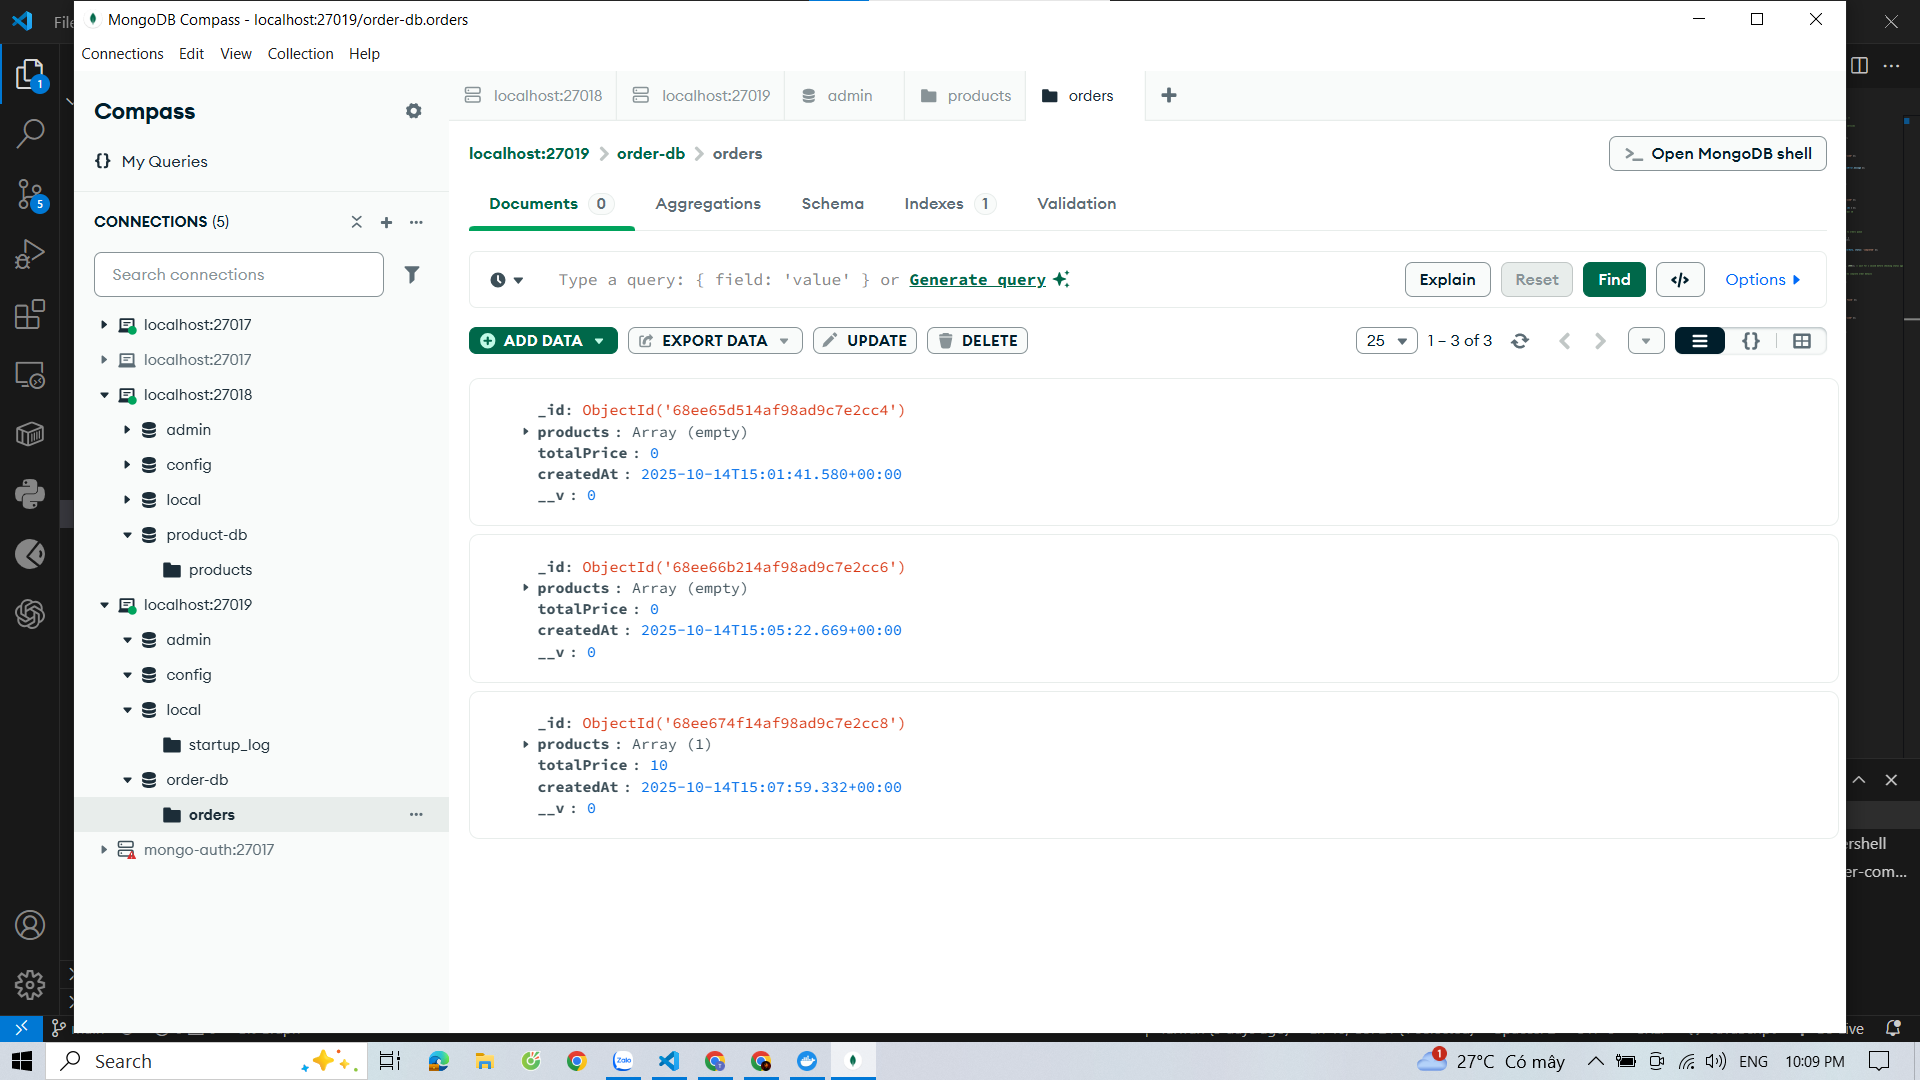 MongoDB Compass - localhost:27019/order-db.orders
File
Connections Edit View Collection Help
Compass
{} My Queries
CONNECTIONS (5)
Search connections
localhost:27017
localhost:27017
localhost:27018
admin
config
local
product-db
products
localhost:27019
admin
config
local
startup_log
order-db
orders
mongo-auth:27017
1
5
localhost:27018
localhost:27019
admin
products
orders
localhost:27019 > order-db > orders
>_ Open MongoDB shell
Documents 0
Aggregations
Schema
Indexes 1
Validation
Type a query: { field: 'value' } or Generate query
Explain
Reset
Find
</>
Options
ADD DATA
EXPORT DATA
UPDATE
DELETE
25
1 – 3 of 3
{}
_id: ObjectId('68ee65d514af98ad9c7e2cc4')
products : Array (empty)
totalPrice : 0
createdAt : 2025-10-14T15:01:41.580+00:00
__v : 0
_id: ObjectId('68ee66b214af98ad9c7e2cc6')
products : Array (empty)
totalPrice : 0
createdAt : 2025-10-14T15:05:22.669+00:00
__v : 0
_id: ObjectId('68ee674f14af98ad9c7e2cc8')
products : Array (1)
totalPrice : 10
createdAt : 2025-10-14T15:07:59.332+00:00
__v : 0
rshell
er-com...
Search
Zalo
1
27°C Có mây
ENG
10:09 PM